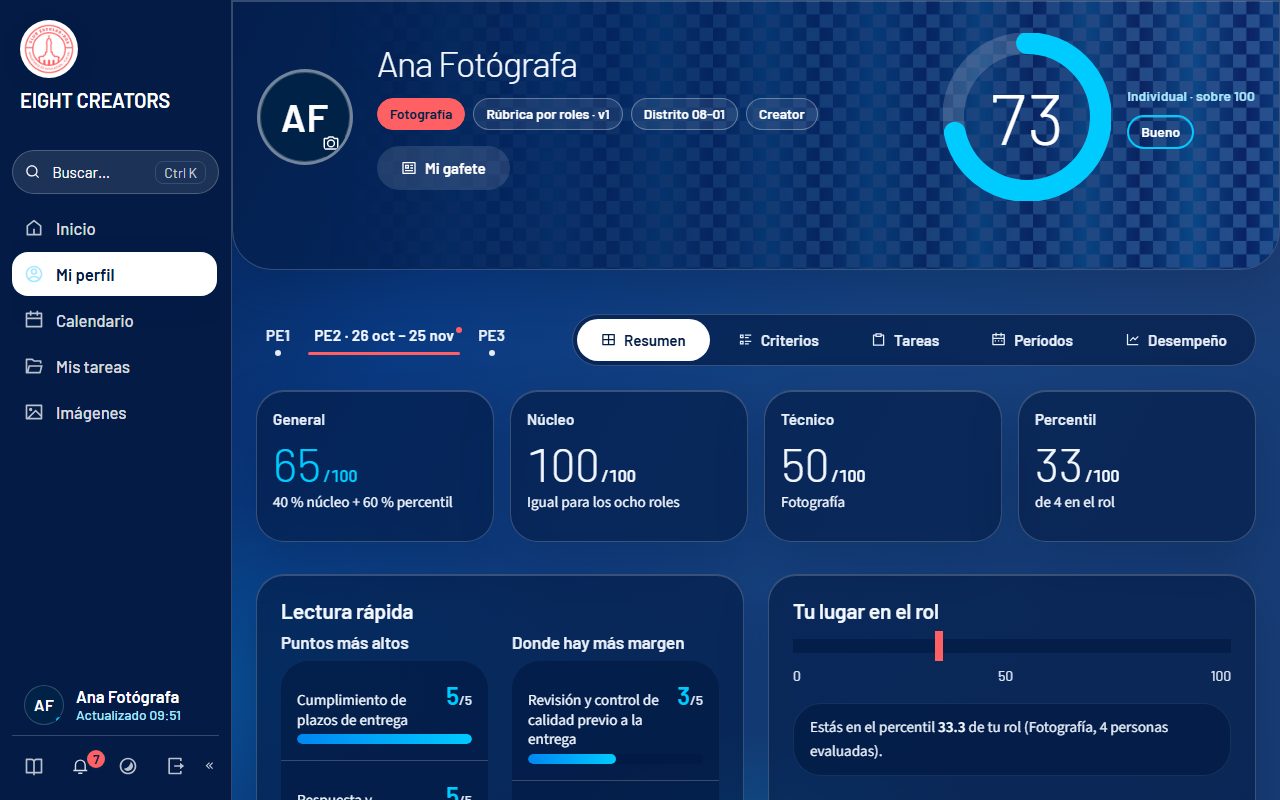 EIGHT CREATORS
Buscar...
Ctrl K
Inicio
Mi perfil
Calendario
Mis tareas
Imágenes
AF
Ana Fotógrafa
Actualizado 09:51
7
«
AF
Ana Fotógrafa
Fotografía
Rúbrica por roles · v1
Distrito 08-01
Creator
Mi gafete
73
Individual · sobre 100
Bueno
PE1
PE2 · 26 oct – 25 nov
PE3
Resumen
Criterios
Tareas
Períodos
Desempeño
General
65/100
40 % núcleo + 60 % percentil
Núcleo
100/100
Igual para los ocho roles
Técnico
50/100
Fotografía
Percentil
33/100
de 4 en el rol
Lectura rápida
Puntos más altos
Cumplimiento de
plazos de entrega
5/5
Respuesta y
5/5
Donde hay más margen
Revisión y control de
calidad previo a la
entrega
3/5
Tu lugar en el rol
0
50
100
Estás en el percentil 33.3 de tu rol (Fotografía, 4 personas
evaluadas).